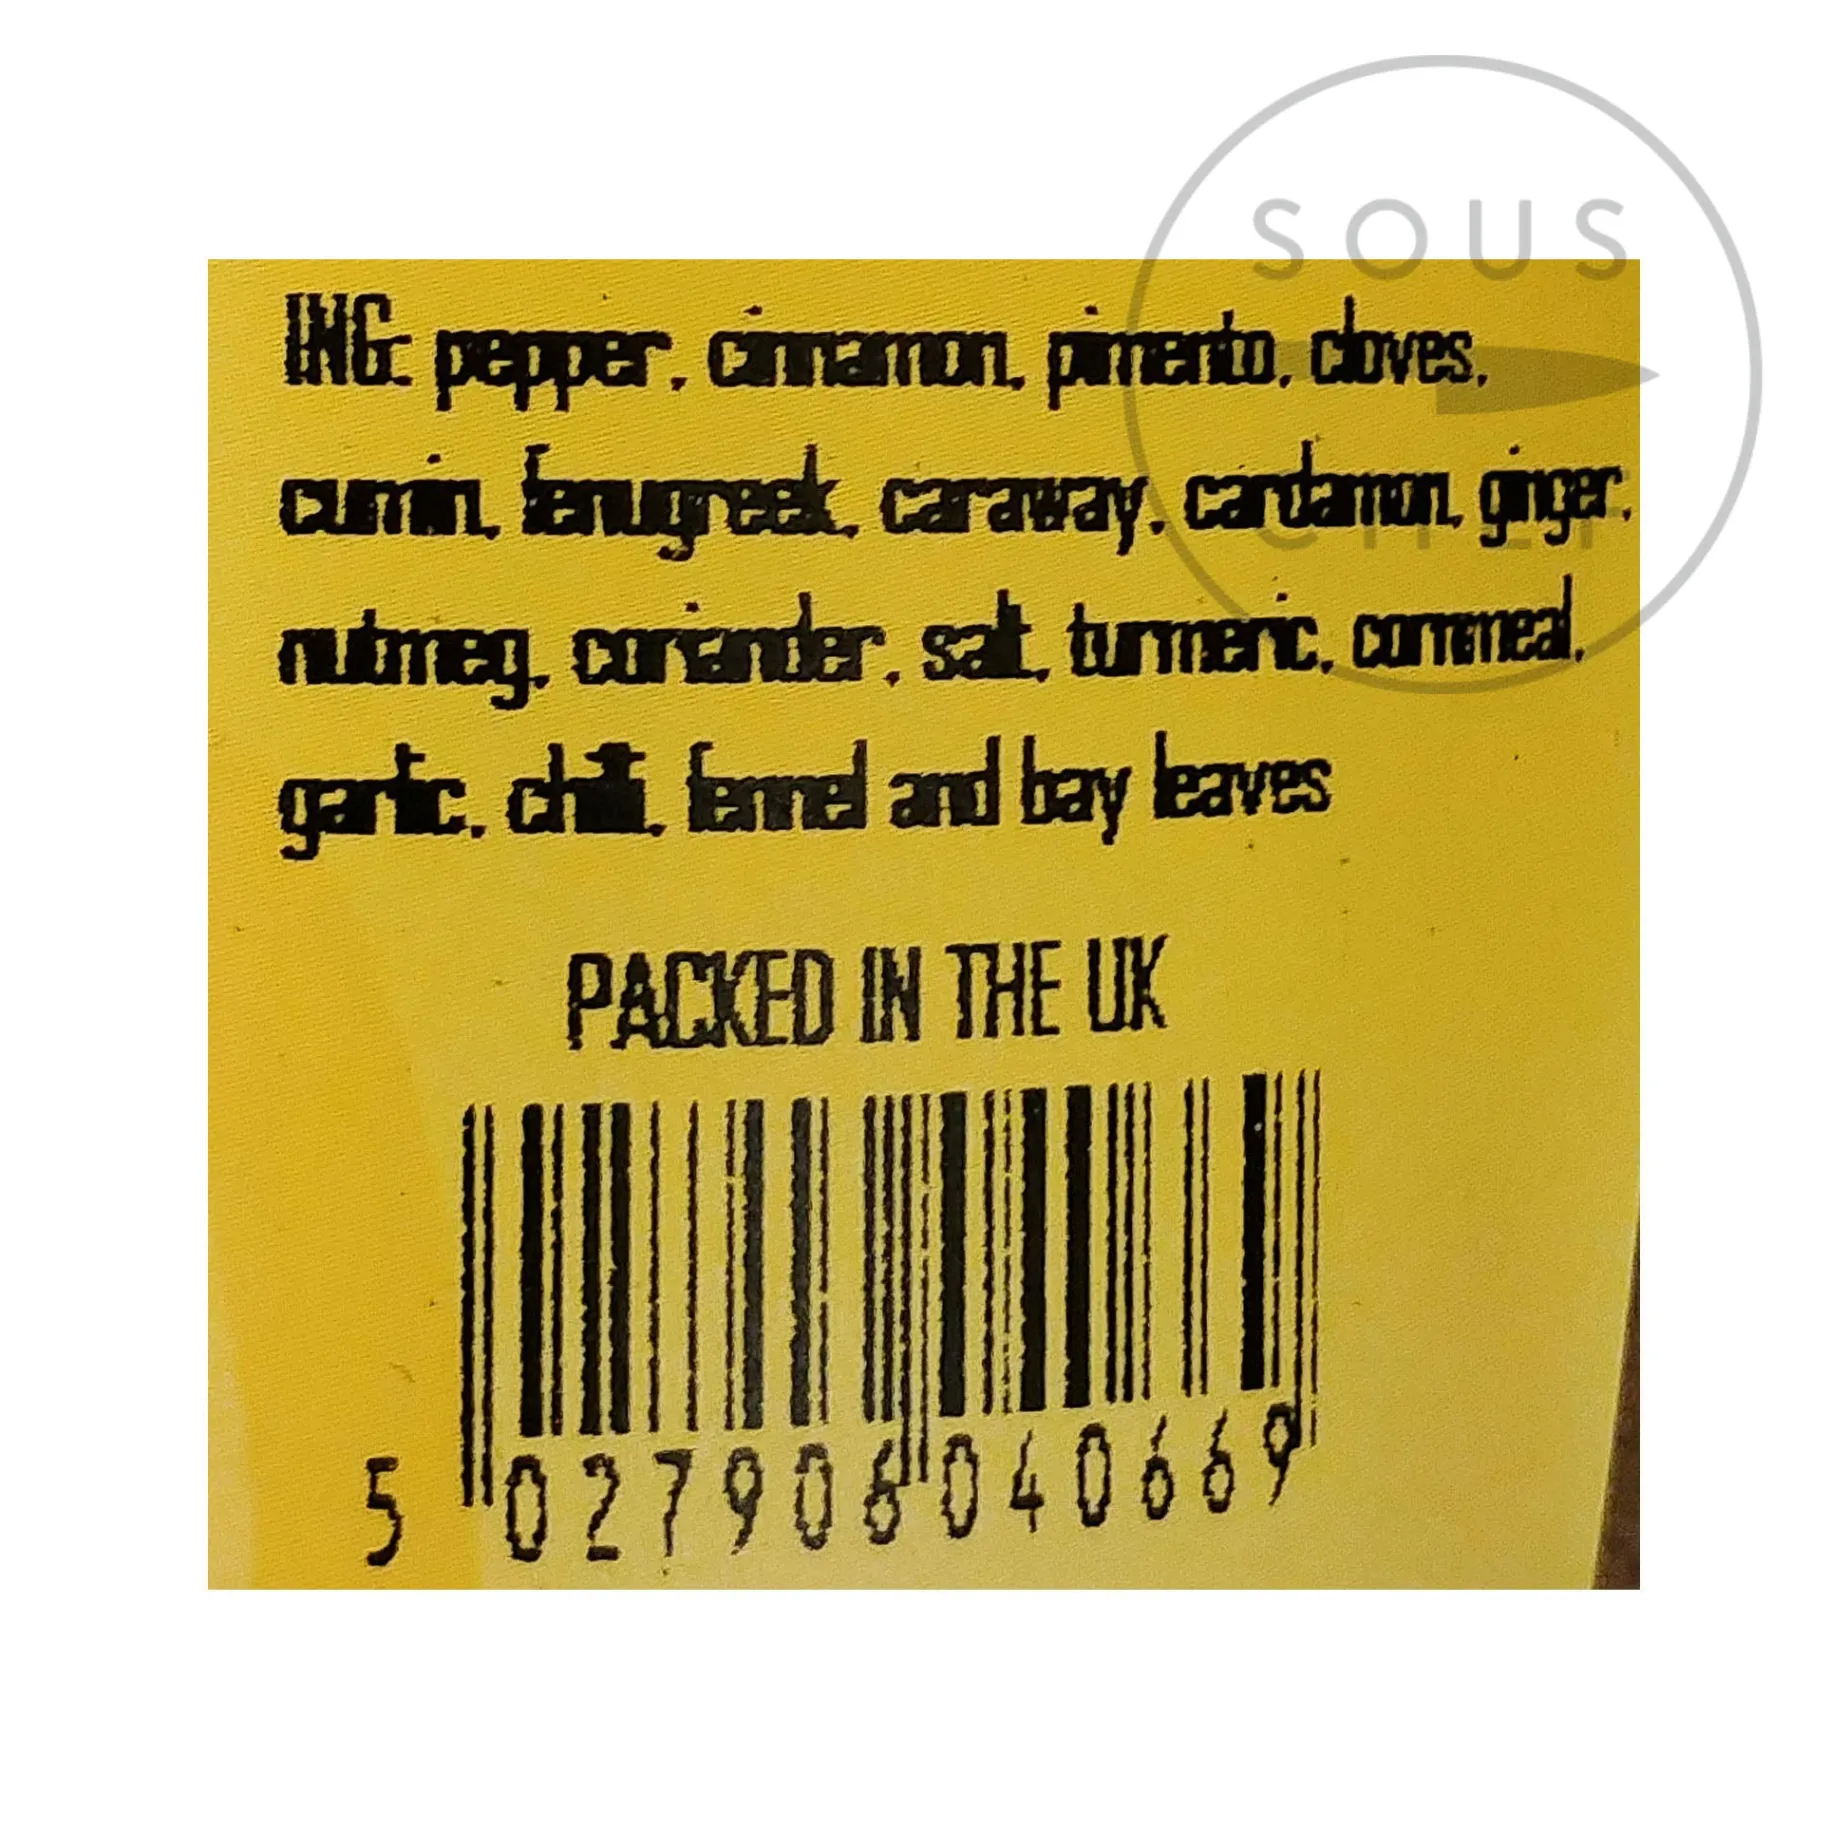 SOUS
CHEF
ING: pepper, cinnamon, pimento, cloves,
cumin, fenugreek, caraway, cardamon, ginger,
nutmeg, coriander, salt, turmeric, cornmeal,
garlic, chilli, fennel and bay leaves
PACKED IN THE UK
5 027906 040669